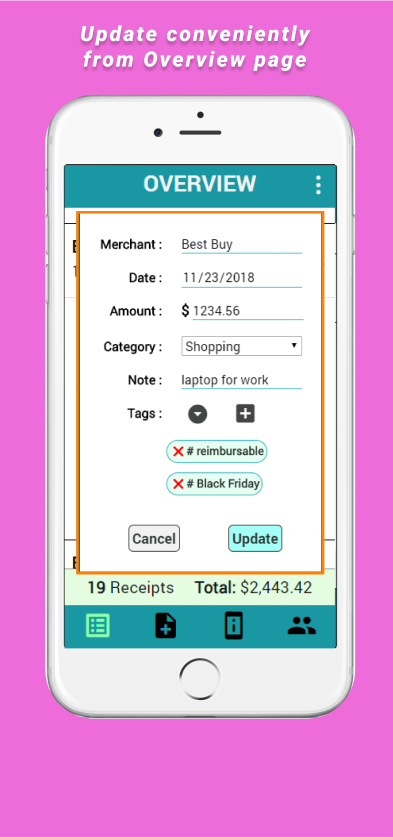 Update conveniently
from Overview page
OVERVIEW
Merchant : Best Buy
Date : 11/23/2018
Amount : $ 1234.56
Category : Shopping
Note : laptop for work
Tags :
# reimbursable
# Black Friday
Cancel Update
19 Receipts Total: $2,443.42